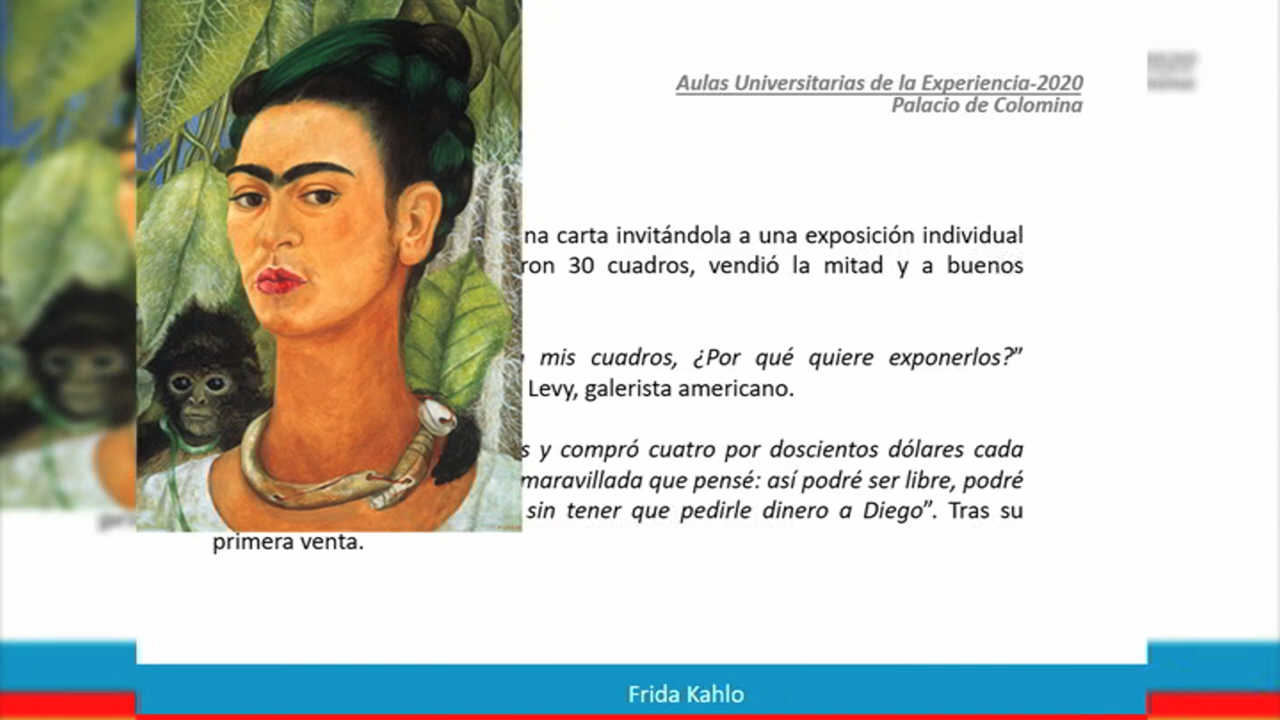 Aulas Universitarias de la Experiencia-2020
Palacio de Colomina
na carta invitándola a una exposición individual
ron 30 cuadros, vendió la mitad y a buenos
mis cuadros, ¿Por qué quiere exponerlos?”
Levy, galerista americano.
s y compró cuatro por doscientos dólares cada
maravillada que pensé: así podré ser libre, podré
sin tener que pedirle dinero a Diego”. Tras su
primera venta.
Frida Kahlo